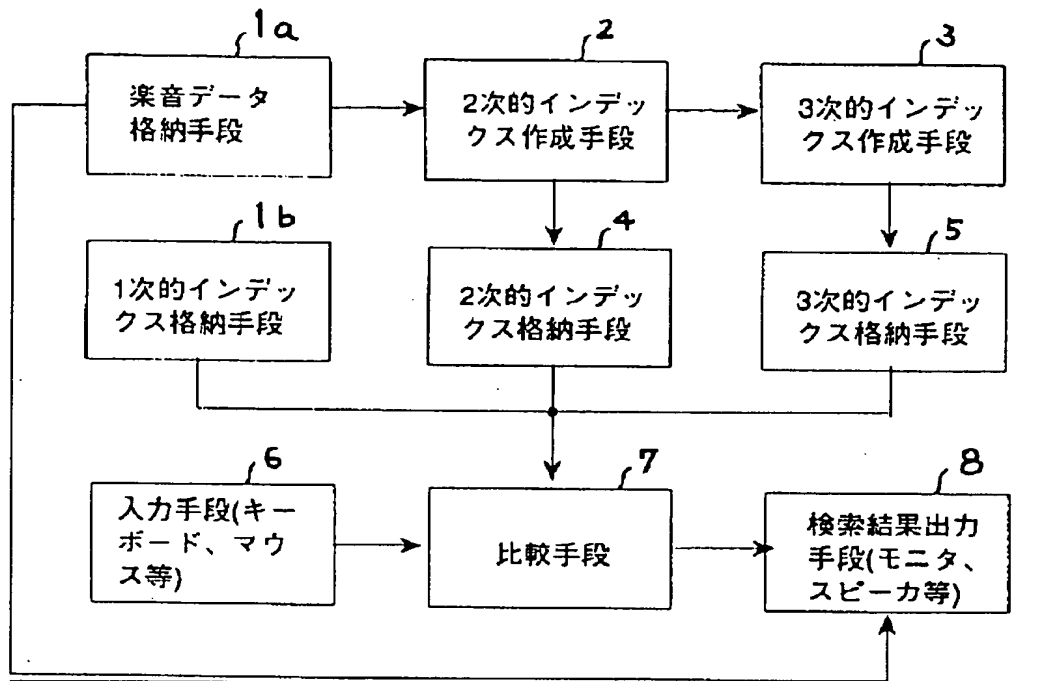 1a
楽音データ
格納手段
2
2次的インデッ
クス作成手段
3
3次的インデッ
クス作成手段
1b
1次的インデッ
クス格納手段
4
2次的インデッ
クス格納手段
5
3次的インデッ
クス格納手段
6
入力手段(キー
ボード、マウ
ス等)
7
比較手段
8
検索結果出力
手段(モニタ、
スピーカ等)